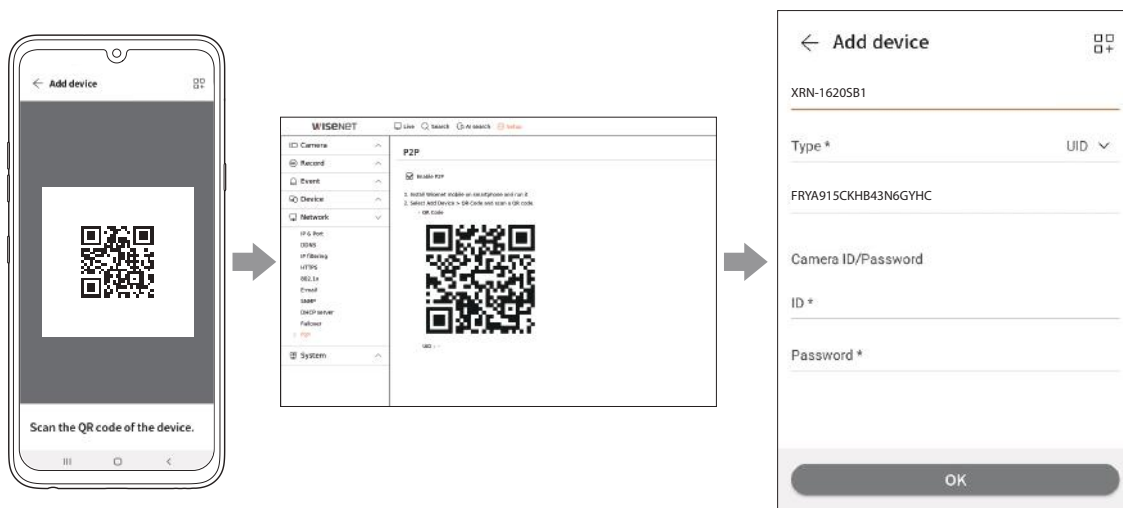 Add device
Scan the QR code of the device.
WISENET
Live Search AI search Setup
Camera
Record
Event
Device
Network
IP & Port
DDNS
IP filtering
HTTPS
802.1x
E-mail
SNMP
DHCP server
Failover
P2P
System
P2P
Enable P2P
1. Install Wisenet mobile on smartphone and run it
2. Select Add Device > QR Code and scan a QR code.
- QR Code
UID : -
Add device
XRN-1620SB1
Type * UID
FRYA915CKHB43N6GYHC
Camera ID/Password
ID *
Password *
OK